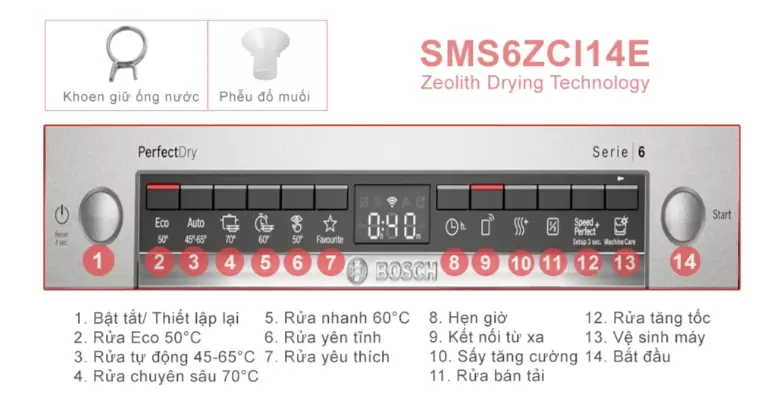 SMS6ZCI14E
Zeolith Drying Technology
Khoen giữ ống nước
Phễu đổ muối
PerfectDry
Serie | 6
Reset
4 sec.
Eco
50°
Auto
45°-65°
70°
60°
50°
Favourite
0:40
h.
Speed
Perfect+
Setup 3 sec.
Machine Care
Start
1 2 3 4 5 6 7 8 9 10 11 12 13 14
BOSCH
1. Bật tắt/ Thiết lập lại
2. Rửa Eco 50°C
3. Rửa tự động 45-65°C
4. Rửa chuyên sâu 70°C
5. Rửa nhanh 60°C
6. Rửa yên tĩnh
7. Rửa yêu thích
8. Hẹn giờ
9. Kết nối từ xa
10. Sấy tăng cường
11. Rửa bán tải
12. Rửa tăng tốc
13. Vệ sinh máy
14. Bắt đầu